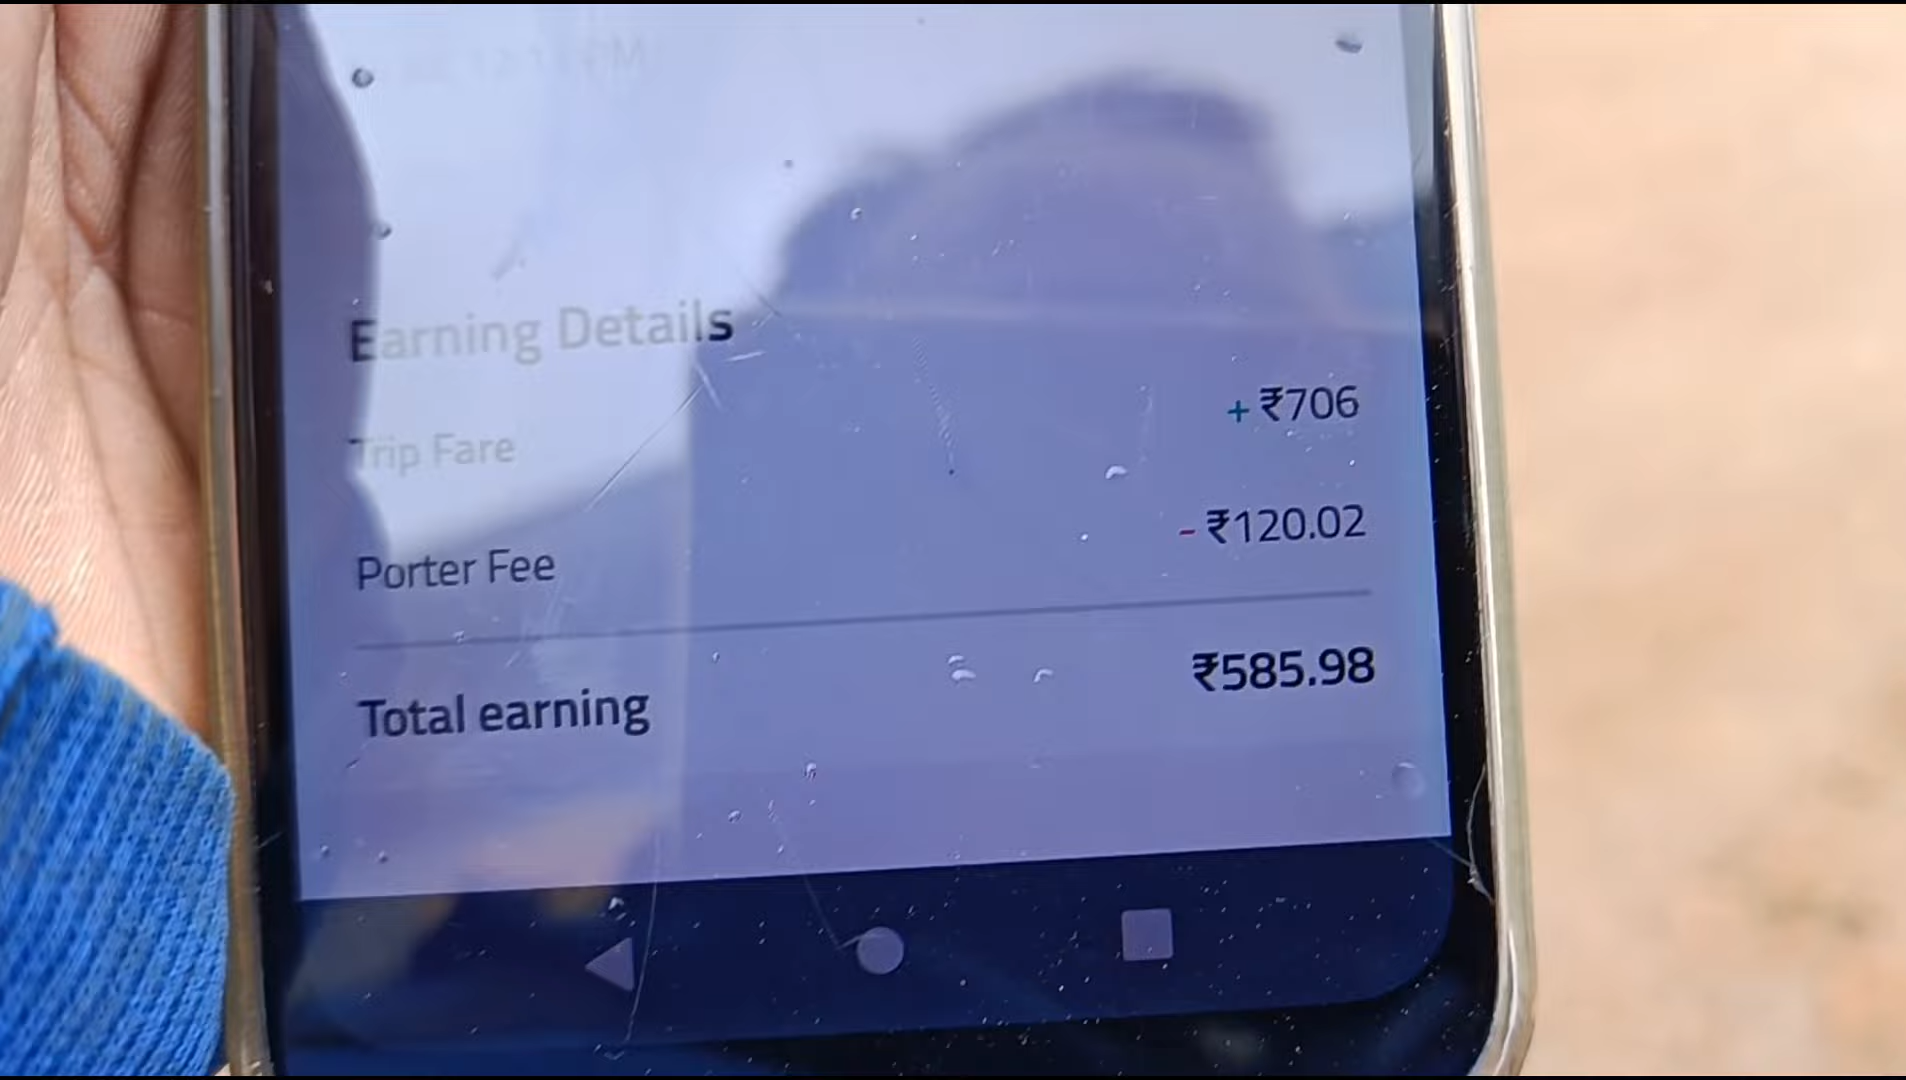 Earning Details
Trip Fare + ₹706
Porter Fee - ₹120.02
Total earning ₹585.98